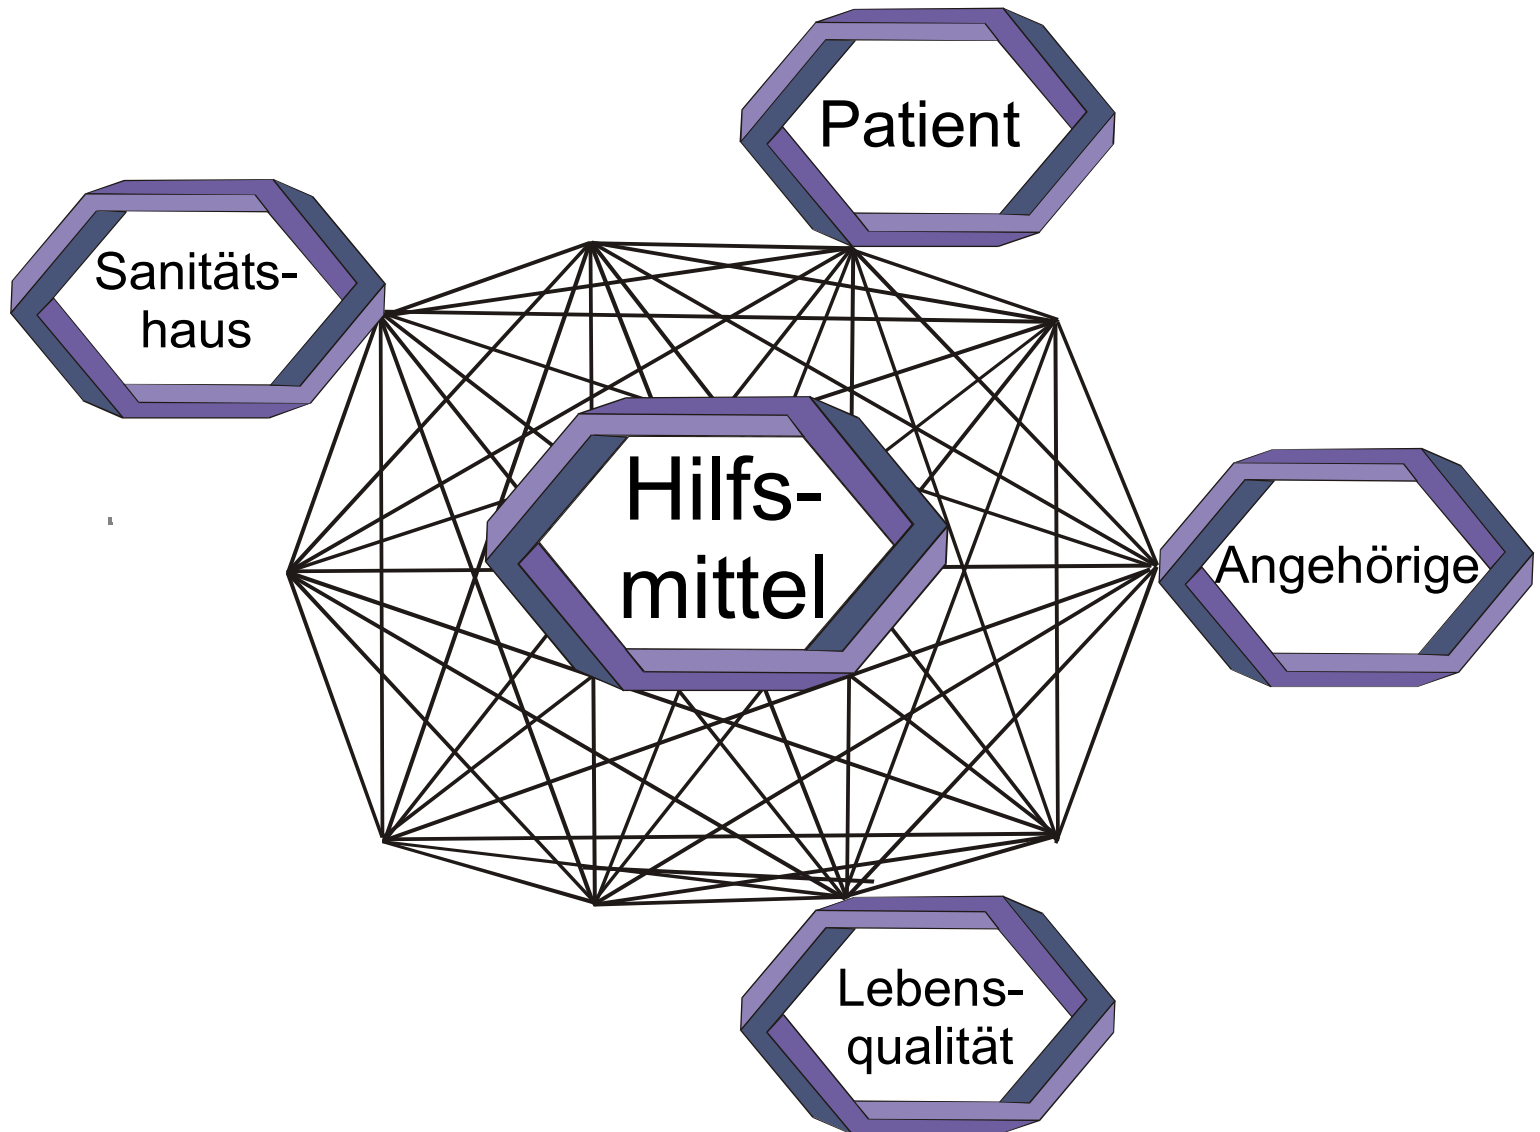 Patient
Sanitäts-
haus
Hilfs-
mittel
Angehörige
Lebens-
qualität